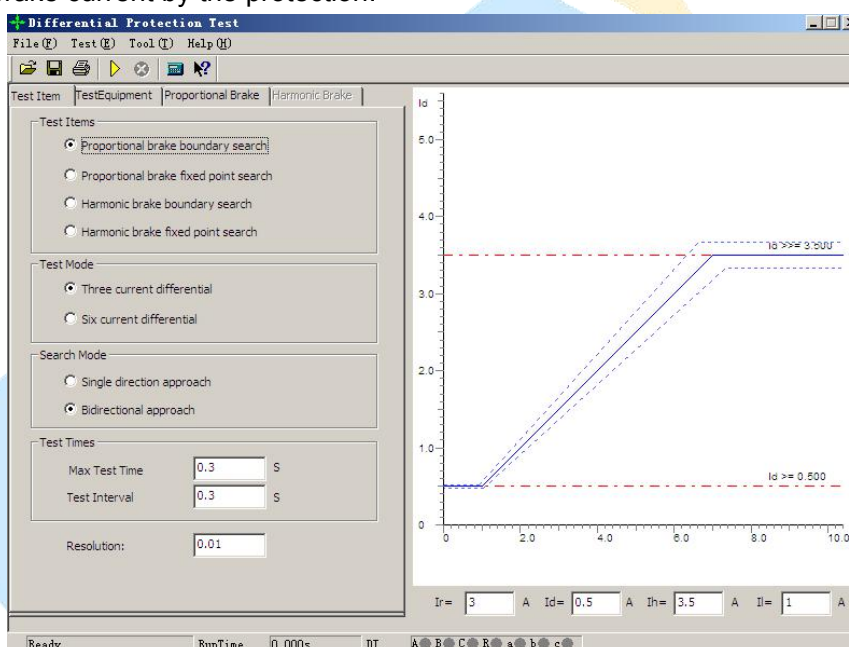 brake current by the protection.
Differential Protection Test
File(F) Test(E) Tool(T) Help(H)
Test Item TestEquipment Proportional Brake Harmonic Brake
Test Items
Proportional brake boundary search
Proportional brake fixed point search
Harmonic brake boundary search
Harmonic brake fixed point search
Test Mode
Three current differential
Six current differential
Search Mode
Single direction approach
Bidirectional approach
Test Times
Max Test Time 0.3 S
Test Interval 0.3 S
Resolution: 0.01
Id
5.0
4.0
3.0
2.0
1.0
0
Id >>= 3.500
Id >= 0.500
0 2.0 4.0 6.0 8.0 10.0
Ir= 3 A Id= 0.5 A Ih= 3.5 A Il= 1 A
Ready RunTime 0.000s DI A B C R a b c